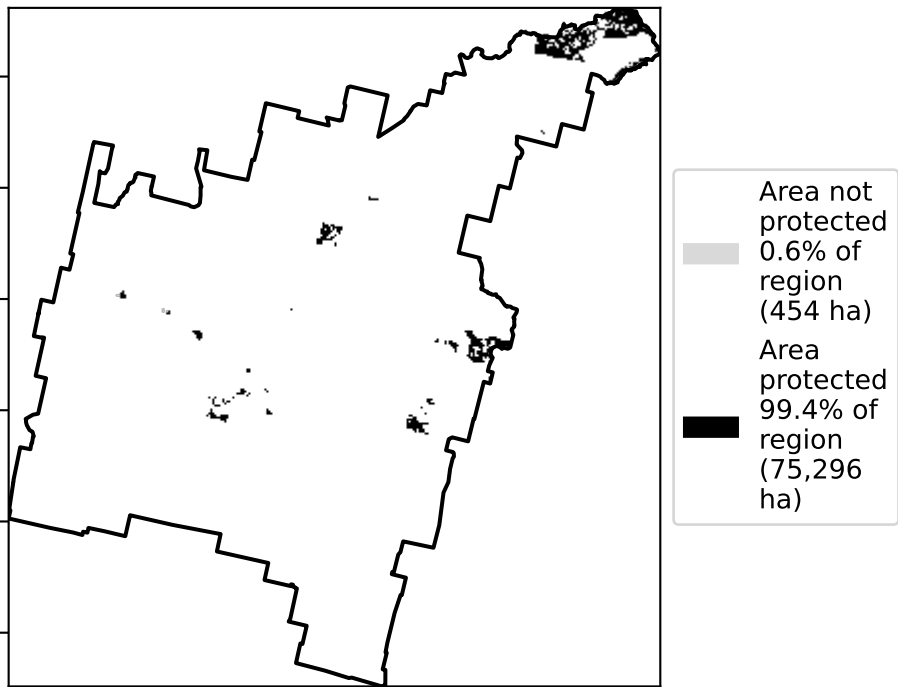 Area not
protected
0.6% of
region
(454 ha)
Area
protected
99.4% of
region
(75,296
ha)